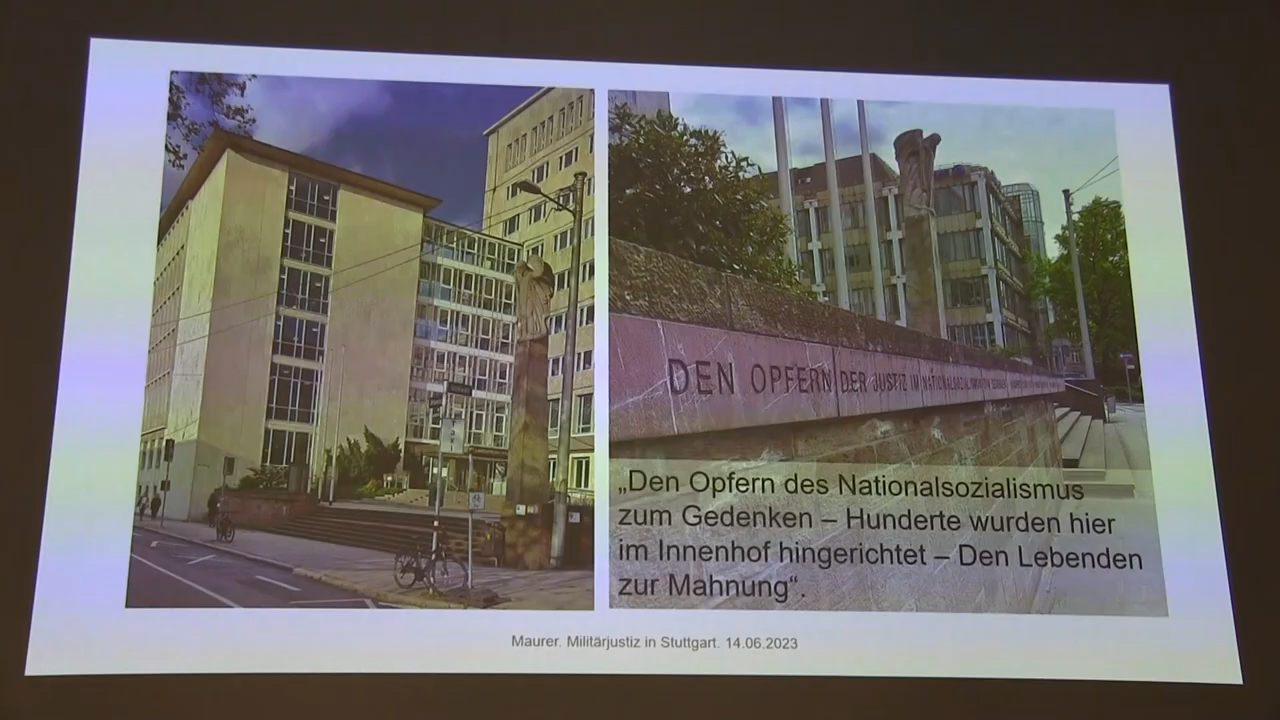 DEN OPFERN DER JUSTIZ IM NATIONALSOZIALISMUS
„Den Opfern des Nationalsozialismus
zum Gedenken – Hunderte wurden hier
im Innenhof hingerichtet – Den Lebenden
zur Mahnung“.
Maurer. Militärjustiz in Stuttgart. 14.06.2023